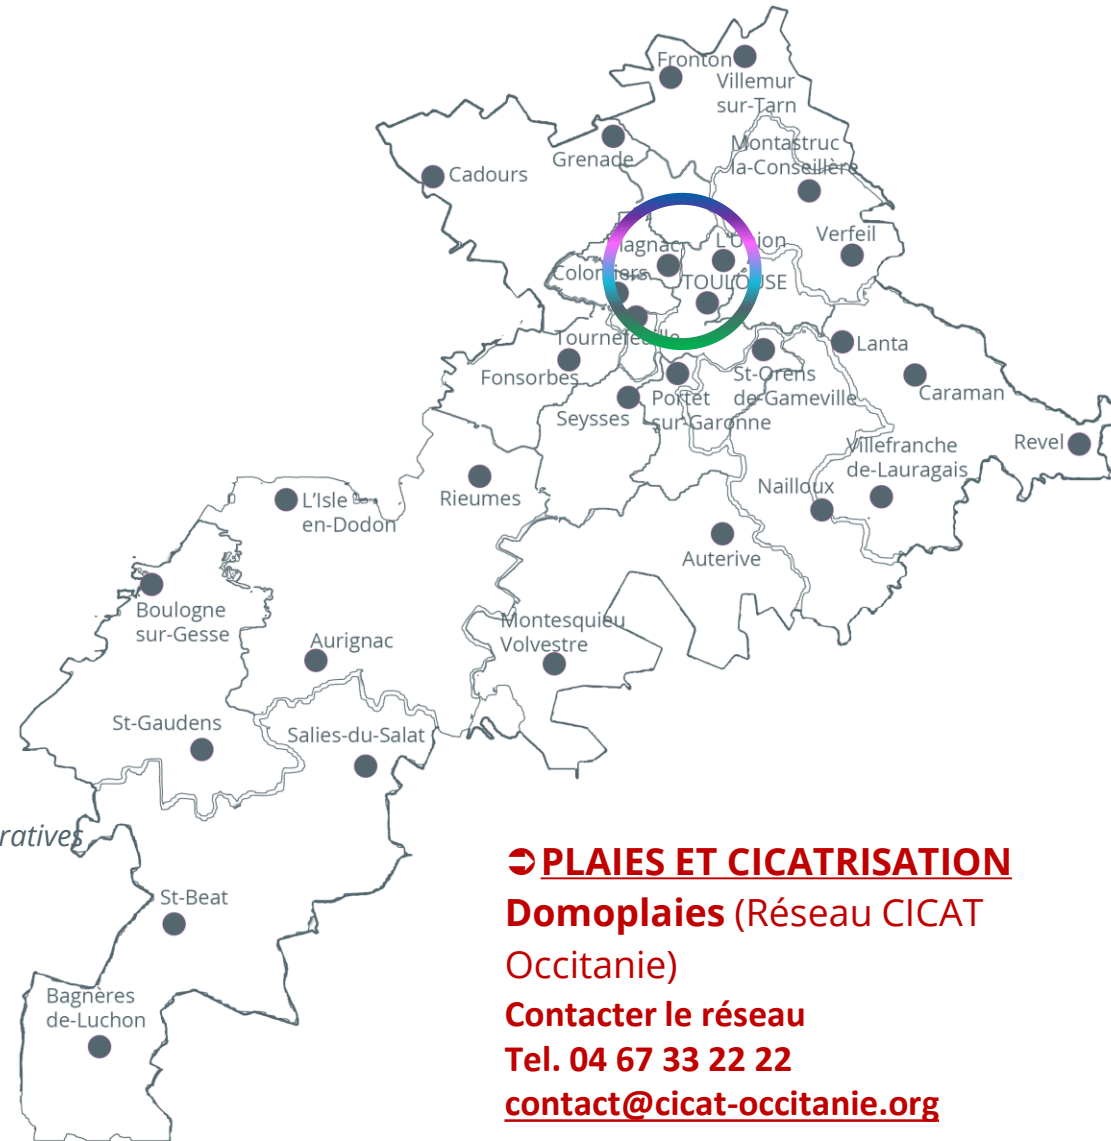 Fronton
Villemur
sur-Tarn
Grenade
Montastruc
la-Conseillère
Cadours
Verfeil
L'Union
Colomiers
TOULOUSE
Tournefeuille
Lanta
Fonsorbes
St-Orens
de-Gameville
Caraman
Seysses
Portet
sur-Garonne
Revel
Villefranche
de-Lauragais
Nailloux
Rieumes
L'Isle
en-Dodon
Auterive
Boulogne
sur-Gesse
Montesquieu
Volvestre
Aurignac
St-Gaudens
Salies-du-Salat
ratives
St-Beat
Bagnères
de-Luchon
➲PLAIES ET CICATRISATION
Domoplaies (Réseau CICAT
Occitanie)
Contacter le réseau
Tel. 04 67 33 22 22
contact@cicat-occitanie.org